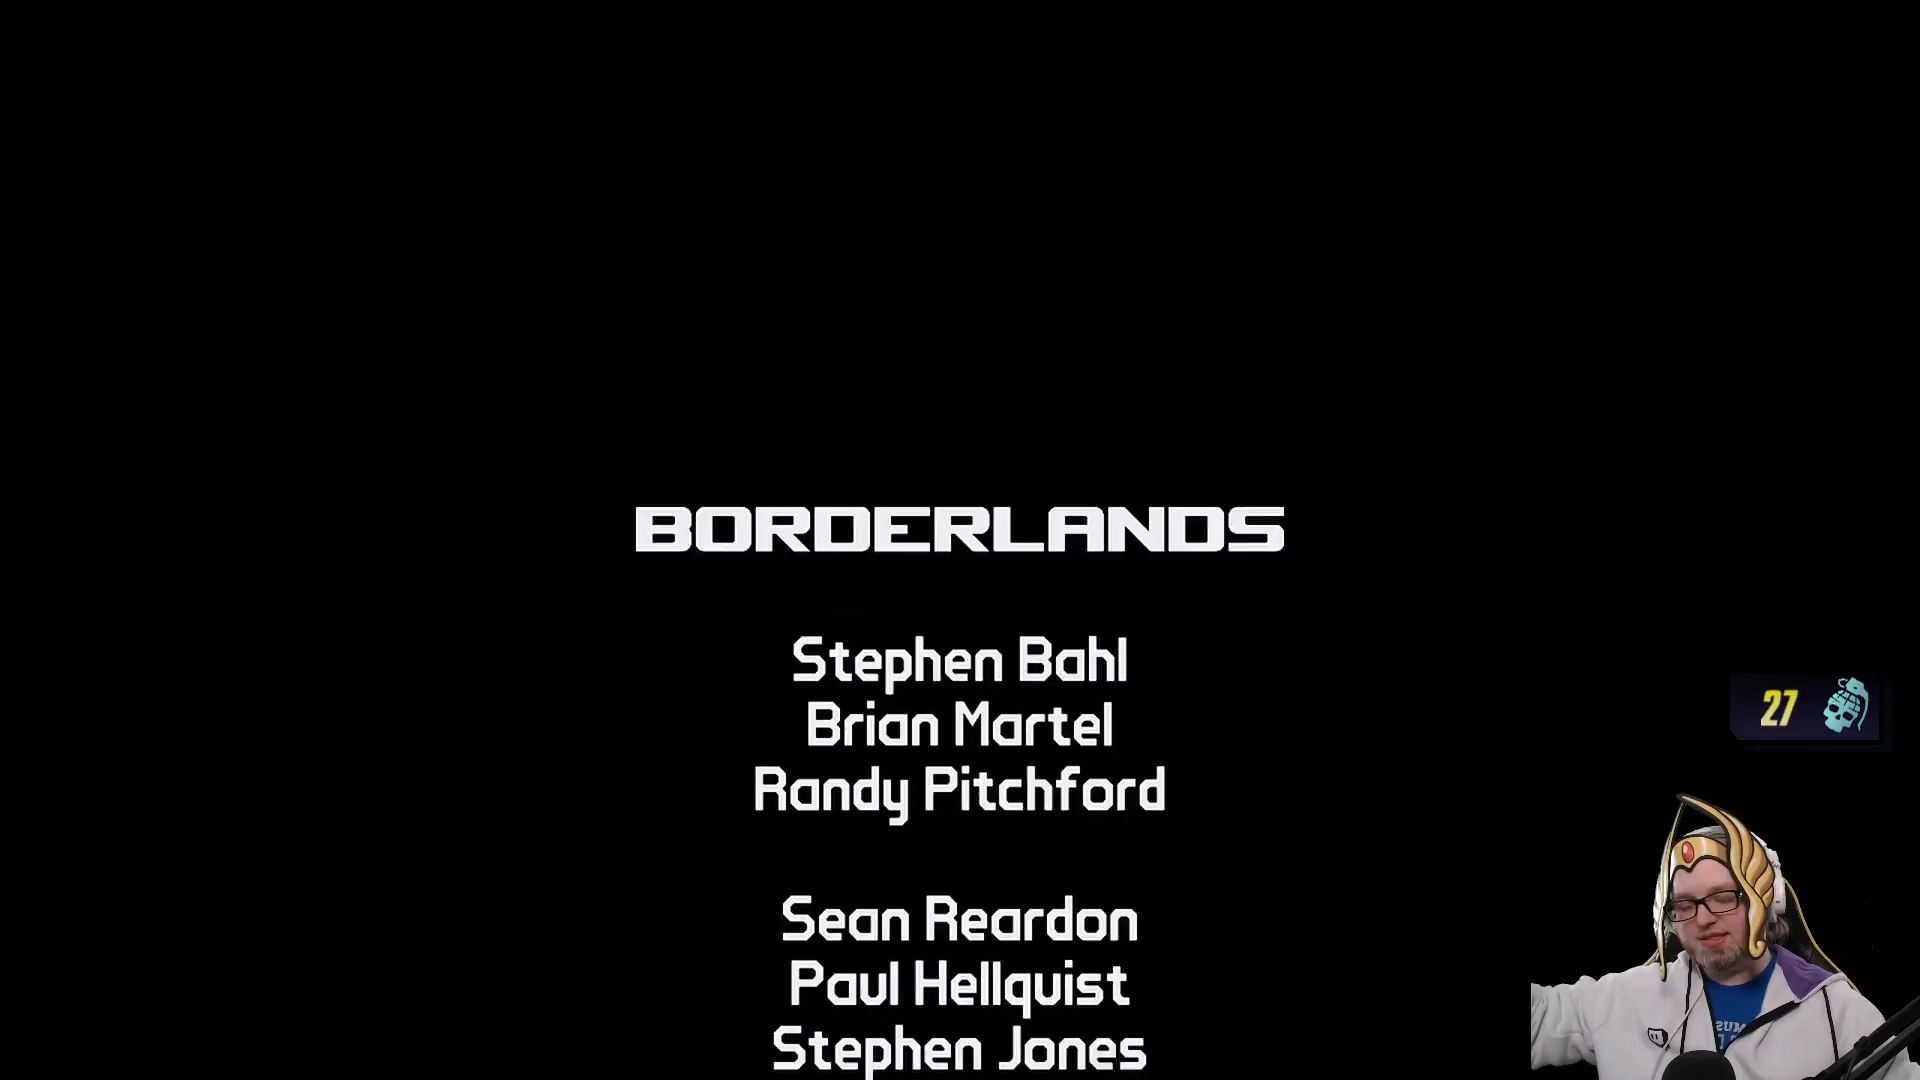 BORDERLANDS
Stephen Bahl
Brian Martel
Randy Pitchford
27
Sean Reardon
Paul Hellquist
Stephen Jones